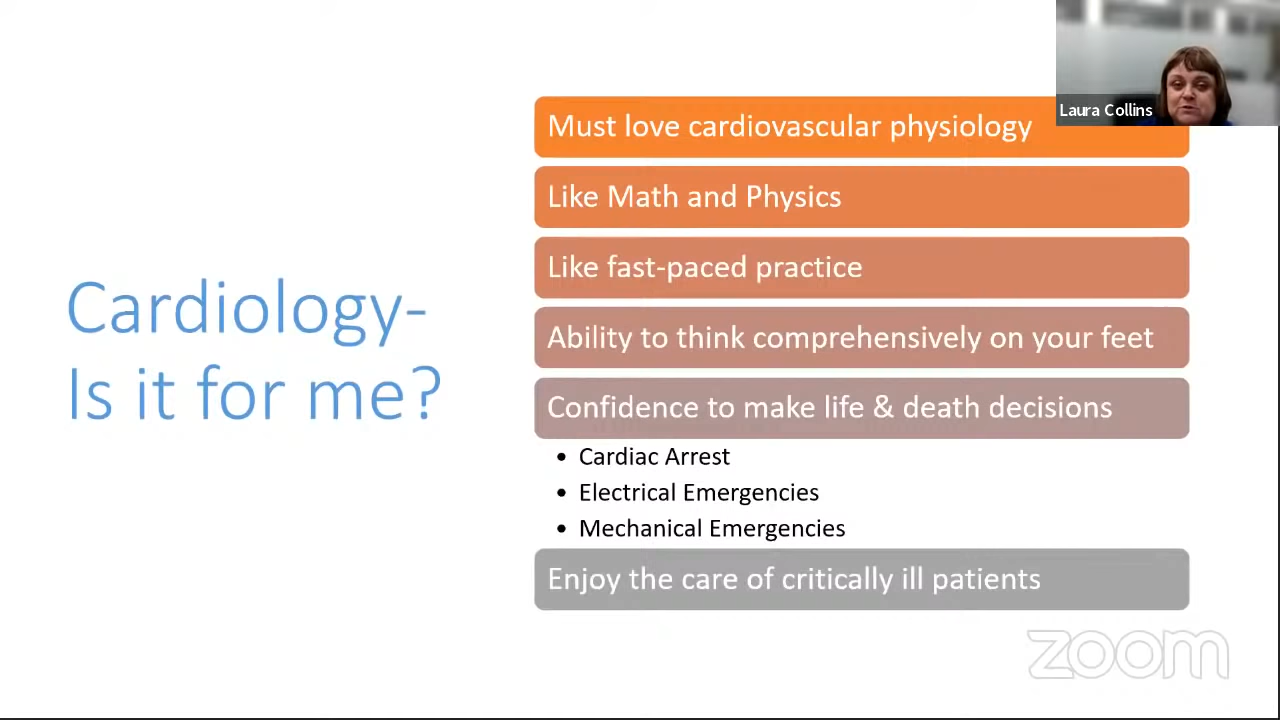 Laura Collins
Must love cardiovascular physiology
Like Math and Physics
Like fast-paced practice
Cardiology-
Is it for me?
Ability to think comprehensively on your feet
Confidence to make life & death decisions
• Cardiac Arrest
• Electrical Emergencies
• Mechanical Emergencies
Enjoy the care of critically ill patients
zoom